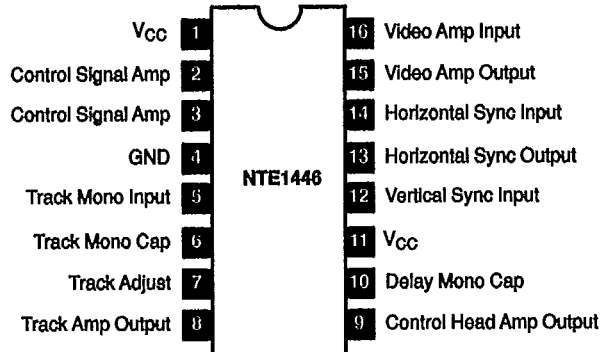 VCC 1 16 Video Amp Input
Control Signal Amp 2 15 Video Amp Output
Control Signal Amp 3 14 Horizontal Sync Input
GND 4 13 Horizontal Sync Output
NTE1446
Track Mono Input 5 12 Vertical Sync Input
Track Mono Cap 6 11 VCC
Track Adjust 7 10 Delay Mono Cap
Track Amp Output 8 9 Control Head Amp Output